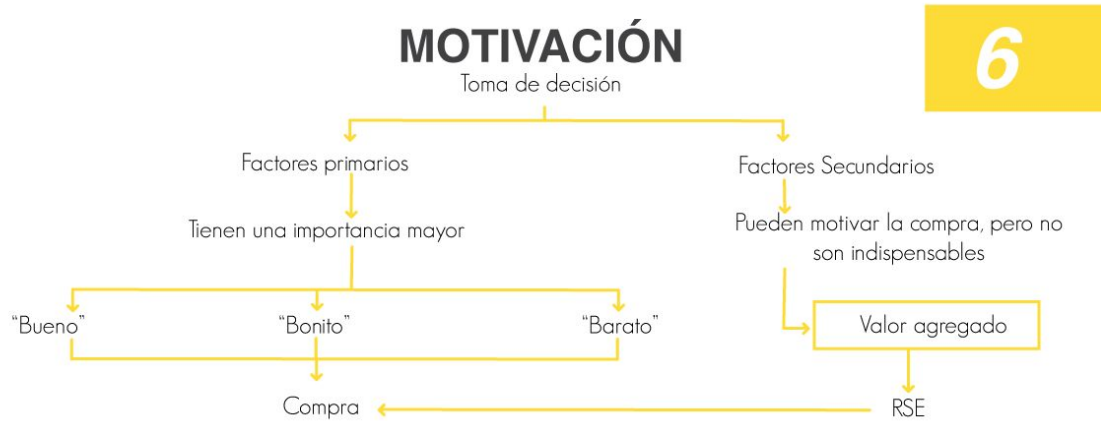 MOTIVACIÓN
6
Toma de decisión
Factores primarios
Factores Secundarios
Tienen una importancia mayor
Pueden motivar la compra, pero no
son indispensables
“Bueno”
“Bonito”
“Barato”
Valor agregado
Compra
RSE